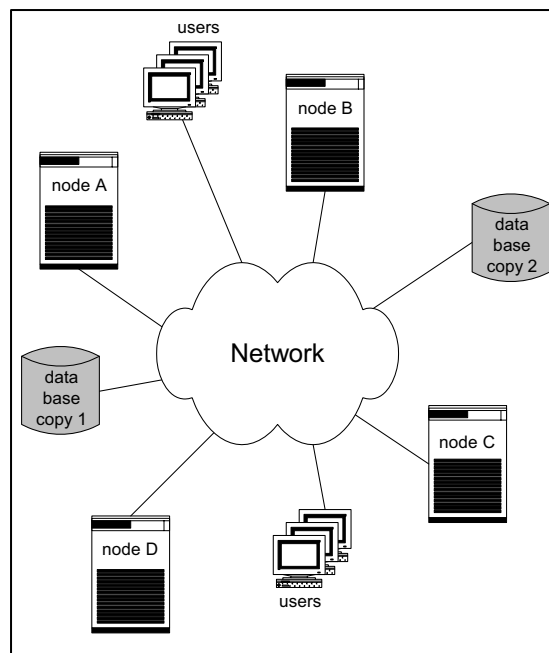 users
node B
node A
data
base
copy 2
Network
data
base
copy 1
node C
node D
users